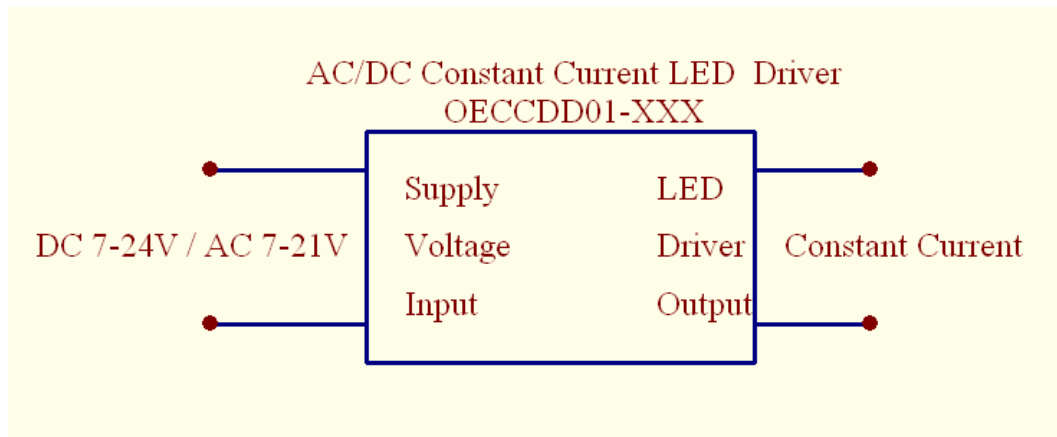 AC/DC Constant Current LED Driver
OECCDD01-XXX
Supply
Voltage
Input
LED
Driver
Output
DC 7-24V / AC 7-21V
Constant Current